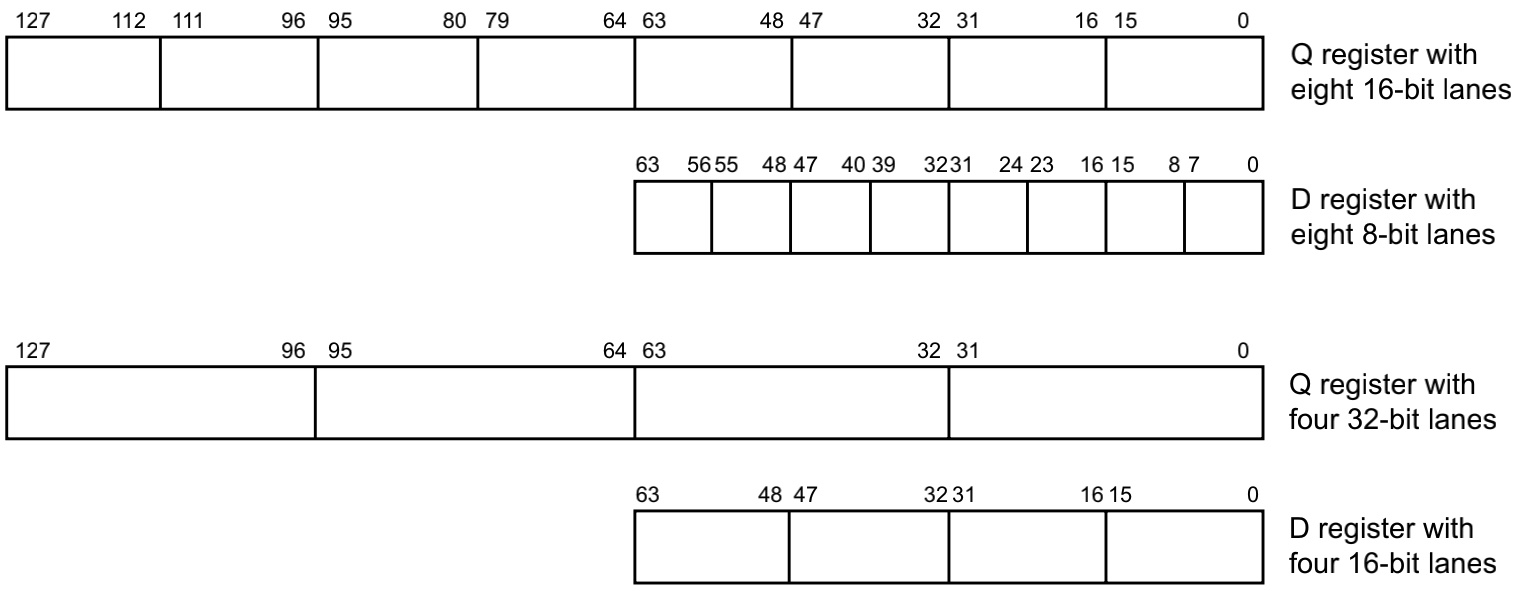 127 112 111 96 95 80 79 64 63 48 47 32 31 16 15 0
Q register with
eight 16-bit lanes
63 56 55 48 47 40 39 32 31 24 23 16 15 8 7 0
D register with
eight 8-bit lanes
127 96 95 64 63 32 31 0
Q register with
four 32-bit lanes
63 48 47 32 31 16 15 0
D register with
four 16-bit lanes